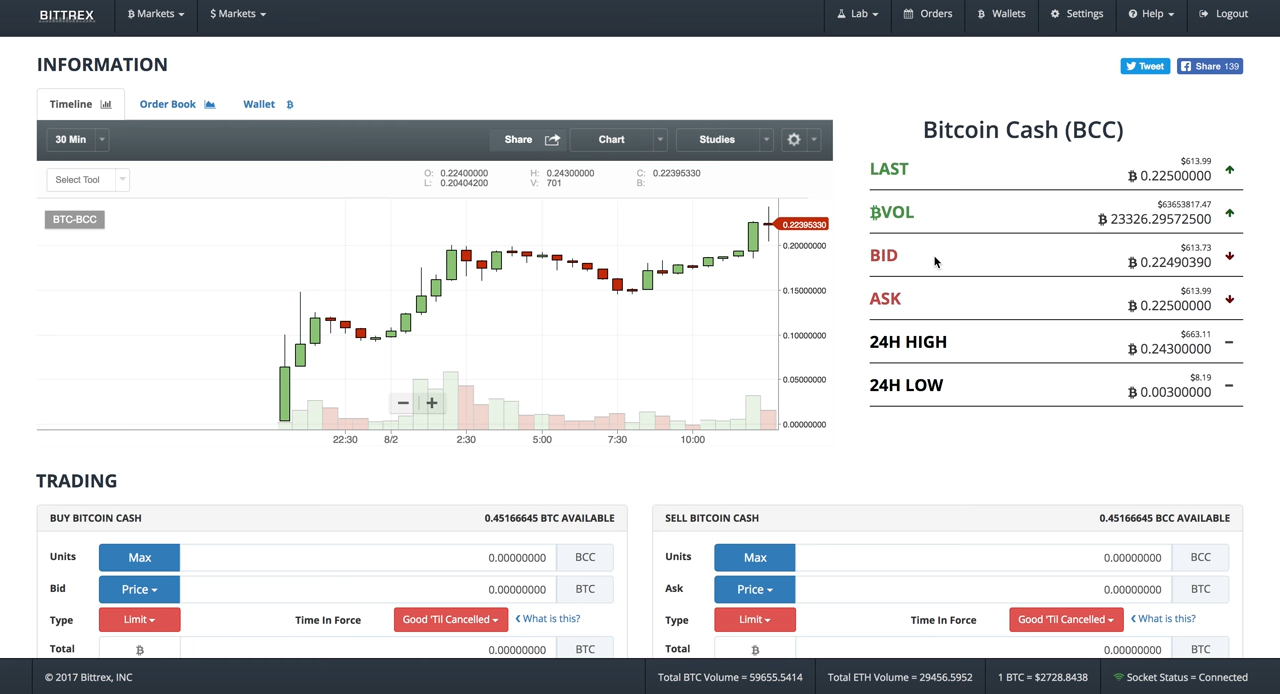 BITTREX
₿ Markets
$ Markets
Lab
Orders
₿ Wallets
Settings
Help
Logout
INFORMATION
Tweet
Share 139
Timeline
Order Book
Wallet ₿
30 Min
Share
Chart
Studies
Select Tool
O: 0.22400000 H: 0.24300000 C: 0.22395330
L: 0.20404200 V: 701 B:
BTC-BCC
0.22395330
0.20000000
0.15000000
0.10000000
0.05000000
0.00000000
22:30 8/2 2:30 5:00 7:30 10:00
Bitcoin Cash (BCC)
$613.99
LAST ₿ 0.22500000
$63653817.47
₿VOL ₿ 23326.29572500
$613.73
BID ₿ 0.22490390
$613.99
ASK ₿ 0.22500000
$663.11
24H HIGH ₿ 0.24300000
$8.19
24H LOW ₿ 0.00300000
TRADING
BUY BITCOIN CASH 0.45166645 BTC AVAILABLE
Units Max 0.00000000 BCC
Bid Price 0.00000000 BTC
Type Limit Time In Force Good 'Til Cancelled What is this?
Total ₿ 0.00000000 BTC
SELL BITCOIN CASH 0.45166645 BCC AVAILABLE
Units Max 0.00000000 BCC
Ask Price 0.00000000 BTC
Type Limit Time In Force Good 'Til Cancelled What is this?
Total ₿ 0.00000000 BTC
© 2017 Bittrex, INC
Total BTC Volume = 59655.5414
Total ETH Volume = 29456.5952
1 BTC = $2728.8438
Socket Status = Connected